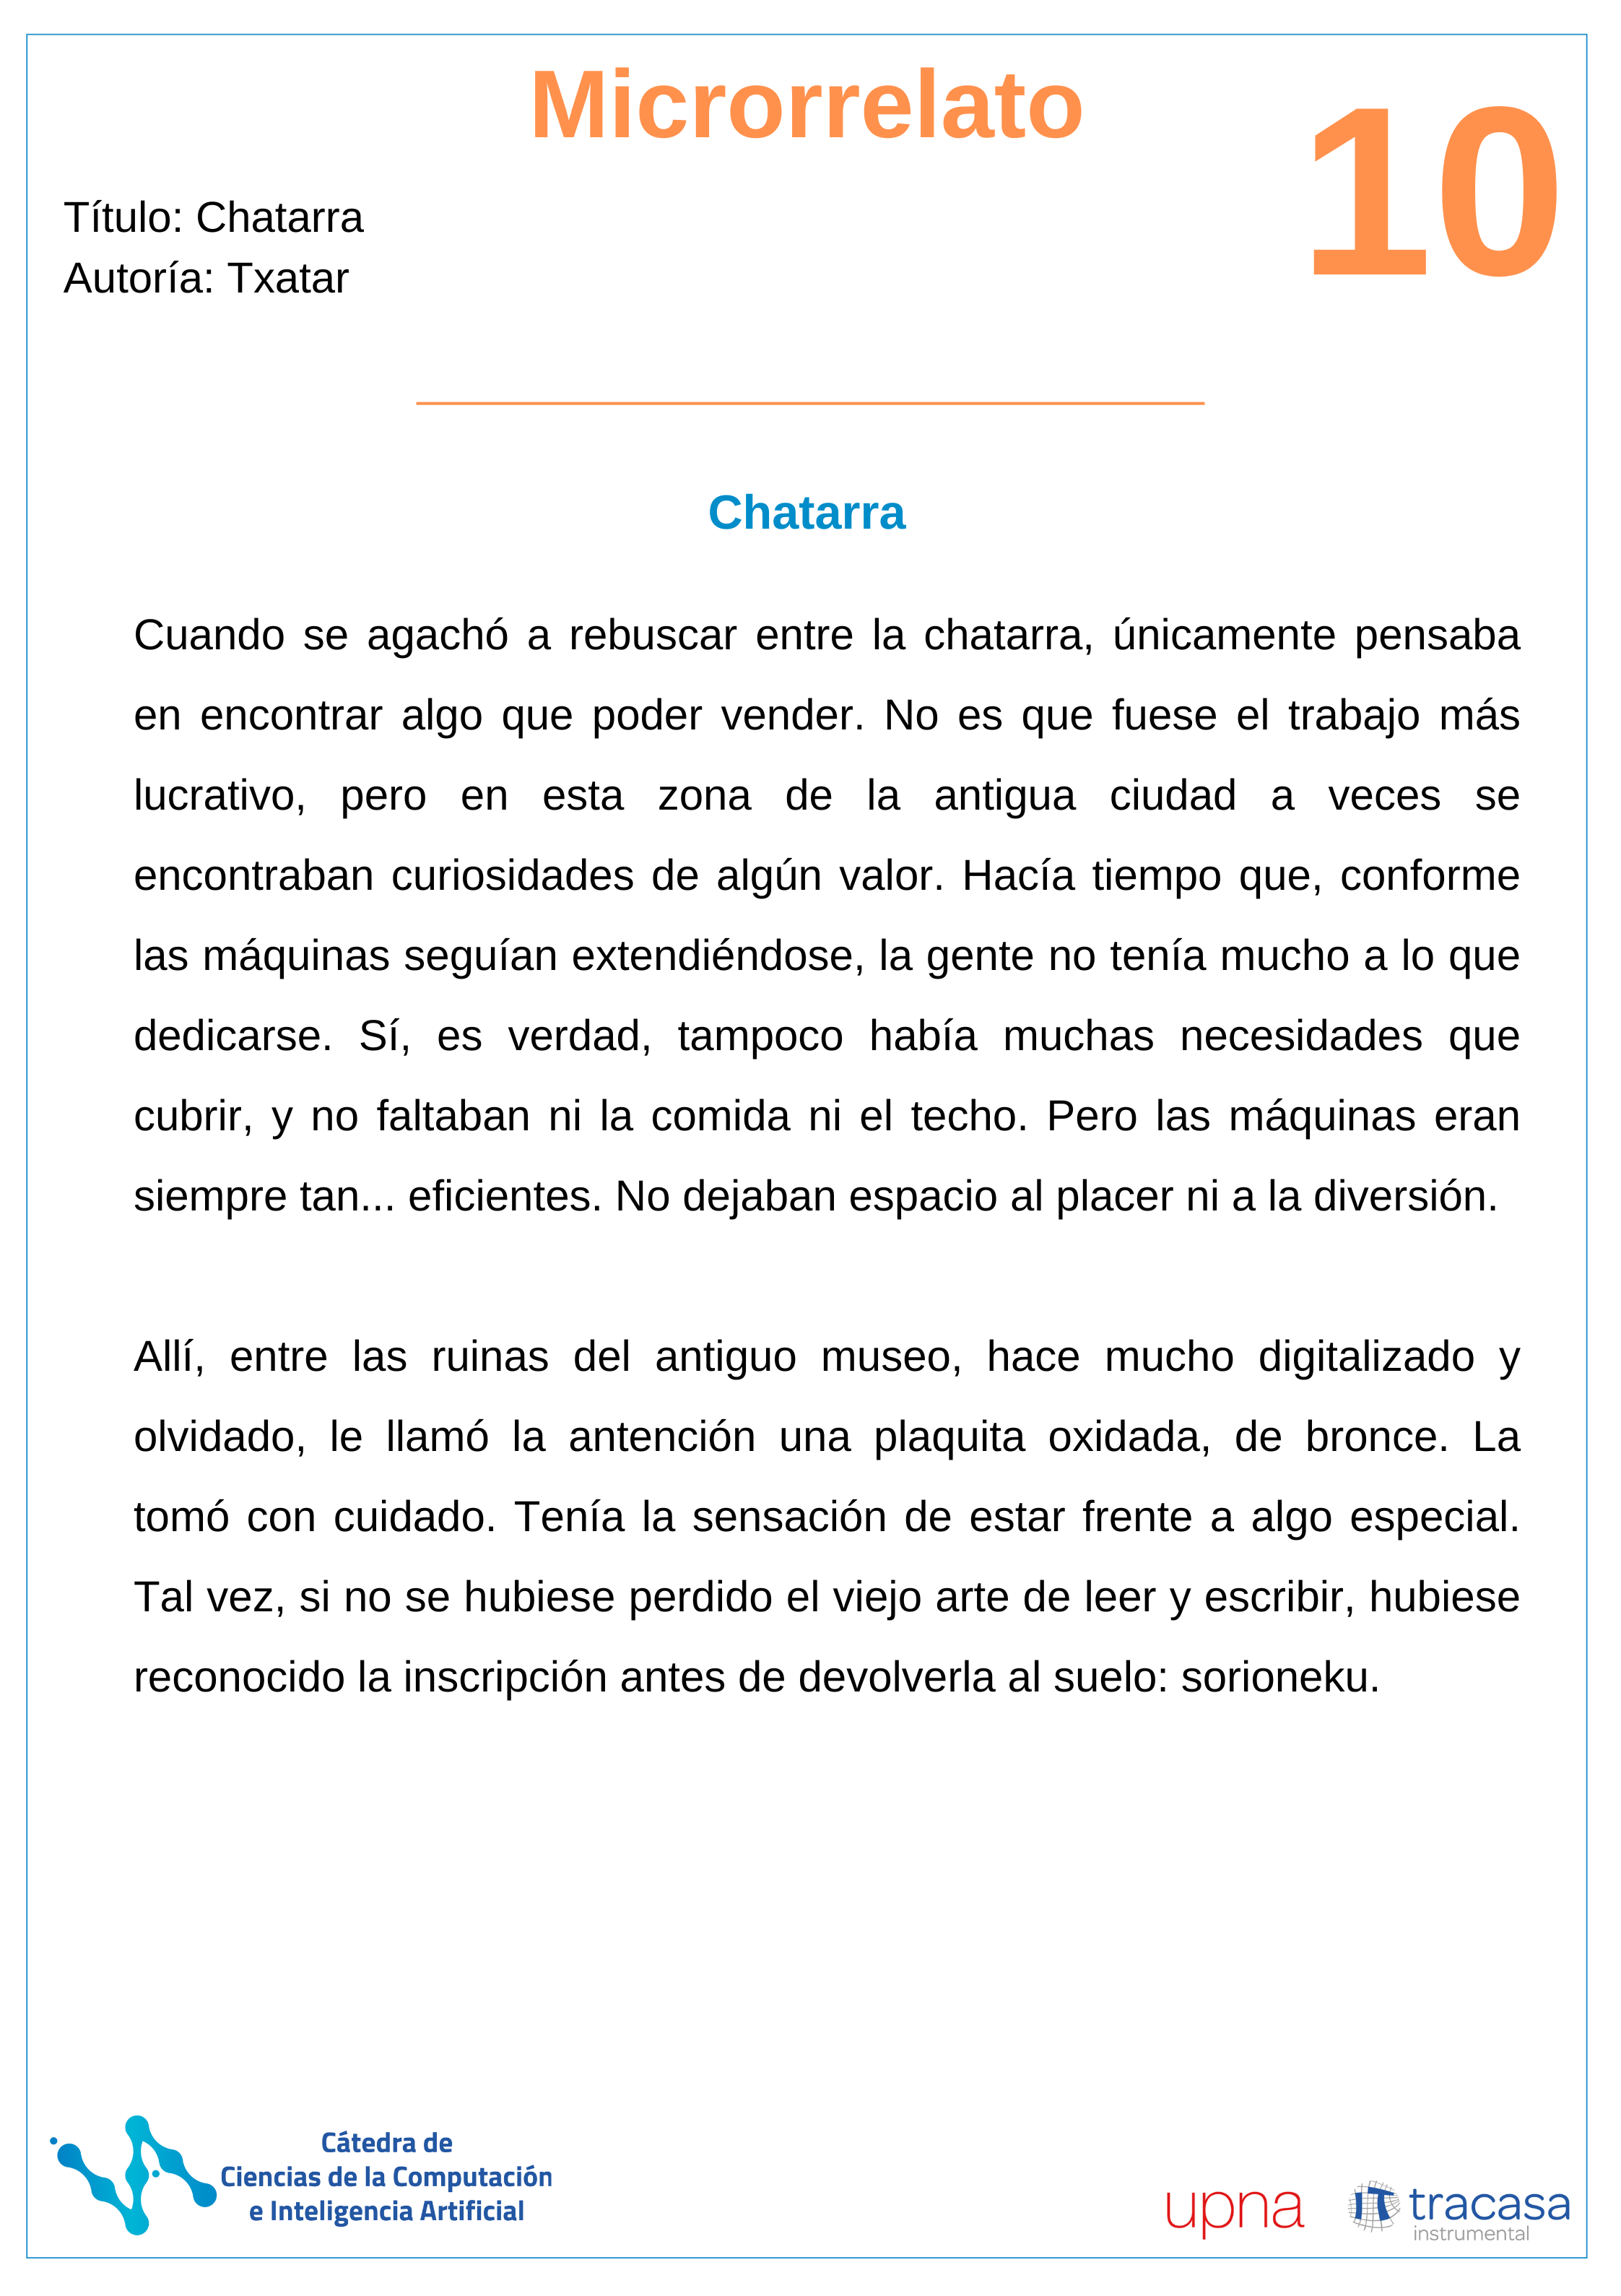 Microrrelato
10
Título: Chatarra
Autoría: Txatar
Chatarra
Cuando se agachó a rebuscar entre la chatarra, únicamente pensaba
en encontrar algo que poder vender. No es que fuese el trabajo más
lucrativo, pero en esta zona de la antigua ciudad a veces se
encontraban curiosidades de algún valor. Hacía tiempo que, conforme
las máquinas seguían extendiéndose, la gente no tenía mucho a lo que
dedicarse. Sí, es verdad, tampoco había muchas necesidades que
cubrir, y no faltaban ni la comida ni el techo. Pero las máquinas eran
siempre tan... eficientes. No dejaban espacio al placer ni a la diversión.
Allí, entre las ruinas del antiguo museo, hace mucho digitalizado y
olvidado, le llamó la antención una plaquita oxidada, de bronce. La
tomó con cuidado. Tenía la sensación de estar frente a algo especial.
Tal vez, si no se hubiese perdido el viejo arte de leer y escribir, hubiese
reconocido la inscripción antes de devolverla al suelo: sorioneku.
Cátedra de
Ciencias de la Computación
e Inteligencia Artificial
upna
iT tracasa
instrumental